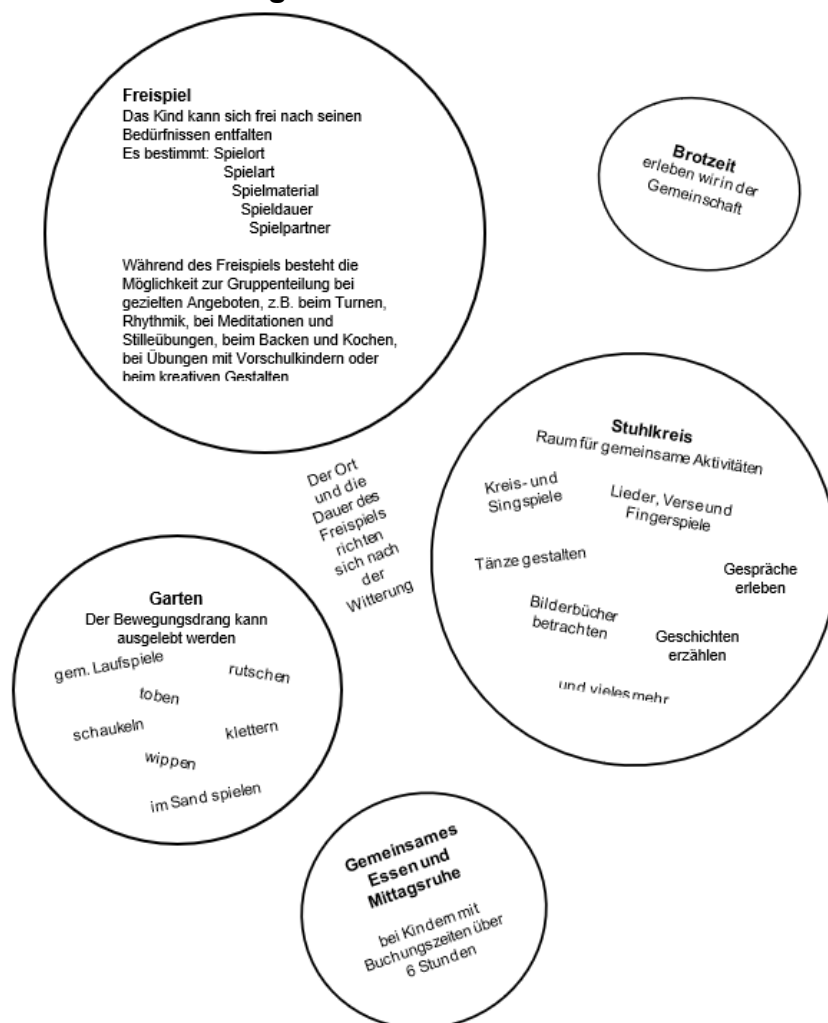 Freispiel
Das Kind kann sich frei nach seinen
Bedürfnissen entfalten
Es bestimmt: Spielort
Spielart
Spielmaterial
Spieldauer
Spielpartner
Während des Freispiels besteht die
Möglichkeit zur Gruppenteilung bei
gezielten Angeboten, z.B. beim Turnen,
Rhythmik, bei Meditationen und
Stilleübungen, beim Backen und Kochen,
bei Übungen mit Vorschulkindern oder
beim kreativen Gestalten
Brotzeit
erleben wir in der
Gemeinschaft
Stuhlkreis
Raum für gemeinsame Aktivitäten
Kreis- und
Singspiele
Lieder, Verse und
Fingerspiele
Tänze gestalten
Gespräche
erleben
Bilderbücher
betrachten
Geschichten
erzählen
und vieles mehr
Der Ort
und die
Dauer des
Freispiels
richten
sich nach
der
Witterung
Garten
Der Bewegungsdrang kann
ausgelebt werden
gem. Laufspiele
rutschen
toben
schaukeln
klettern
wippen
im Sand spielen
Gemeinsames
Essen und
Mittagsruhe
bei Kindern mit
Buchungszeiten über
6 Stunden